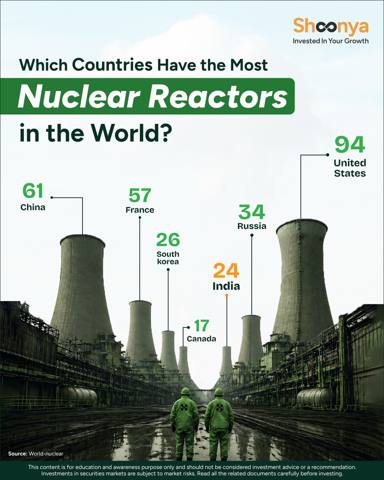 Shoonya
Invested In Your Growth
Which Countries Have the Most
Nuclear Reactors
in the World?
94
United
States
61
China
57
France
34
Russia
26
South
korea
24
India
17
Canada
Source: World-nuclear
This content is for education and awareness purpose only and should not be considered investment advice or a recommendation.
Investments in securities markets are subject to market risks. Read all the related documents carefully before investing.